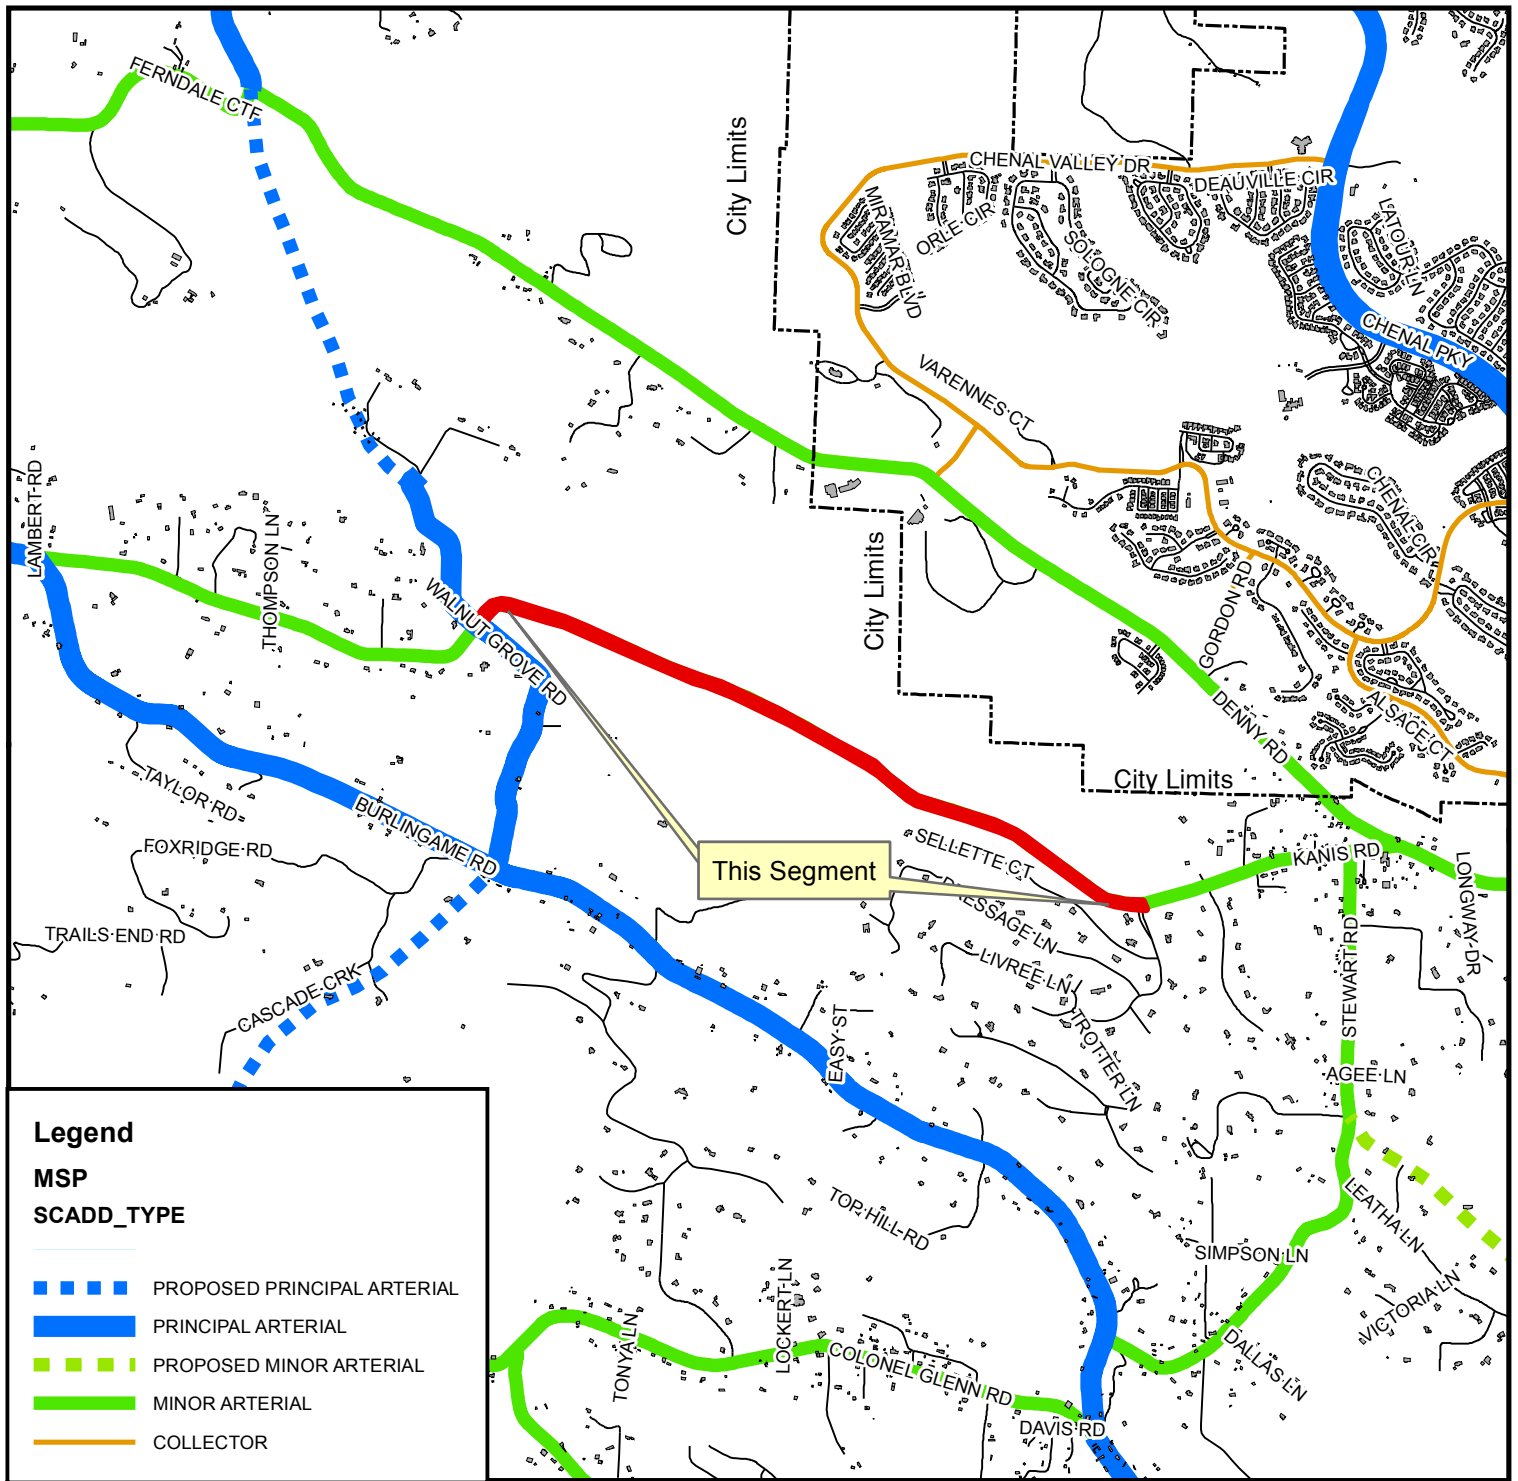 FERNDALE CTF
City Limits
CHENAL VALLEY DR
DEAUVILLE CIR
MIRAMAR BLVD
ORLE CIR
SOLOGNE CIR
LATOUR LN
CHENAL PKY
VARENNES CT
LAMBERT RD
THOMPSON LN
WALNUT GROVE RD
City Limits
CHENAL CIR
GORDON RD
DENNY RD
ALSACE CT
City Limits
TAYLOR RD
BURLINGAME RD
FOXRIDGE RD
TRAILS END RD
CASCADE CRK
This Segment
SELLETTE CT
DRESSAGE LN
LIVREE LN
TROTTER LN
KANIS RD
LONGWAY DR
STEWART RD
AGEE LN
EASY ST
LEATHA LN
SIMPSON LN
VICTORIA LN
DALLAS LN
TOP HILL RD
LOCKERT LN
TONYA LN
COLONEL GLENN RD
DAVIS RD
Legend
MSP
SCADD_TYPE
PROPOSED PRINCIPAL ARTERIAL
PRINCIPAL ARTERIAL
PROPOSED MINOR ARTERIAL
MINOR ARTERIAL
COLLECTOR